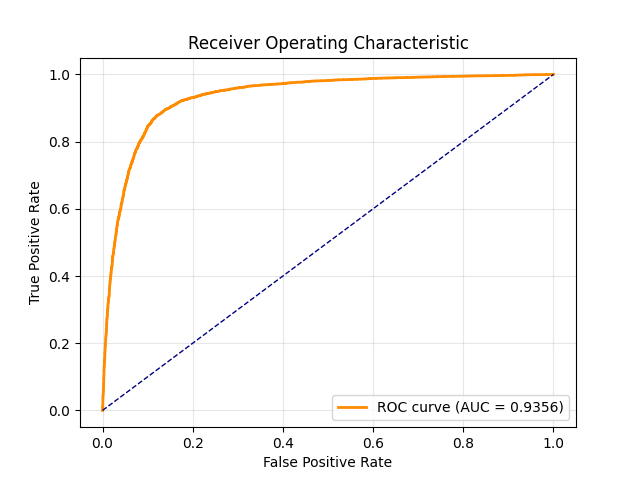 Receiver Operating Characteristic
True Positive Rate
1.0
0.8
0.6
0.4
0.2
0.0
ROC curve (AUC = 0.9356)
0.0 0.2 0.4 0.6 0.8 1.0
False Positive Rate